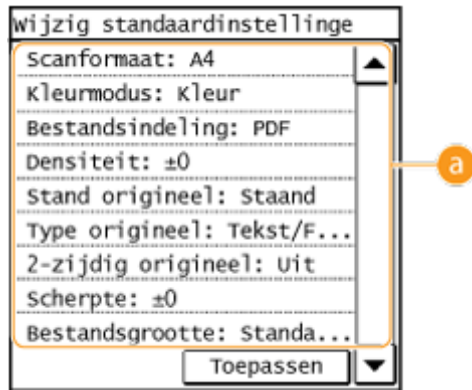 Wijzig standaardinstellinge
Scanformaat: A4
Kleurmodus: Kleur
Bestandsindeling: PDF
Densiteit: ±0
Stand origineel: Staand
Type origineel: Tekst/F...
2-zijdig origineel: Uit
Scherpte: ±0
Bestandsgrootte: Standa...
Toepassen
a